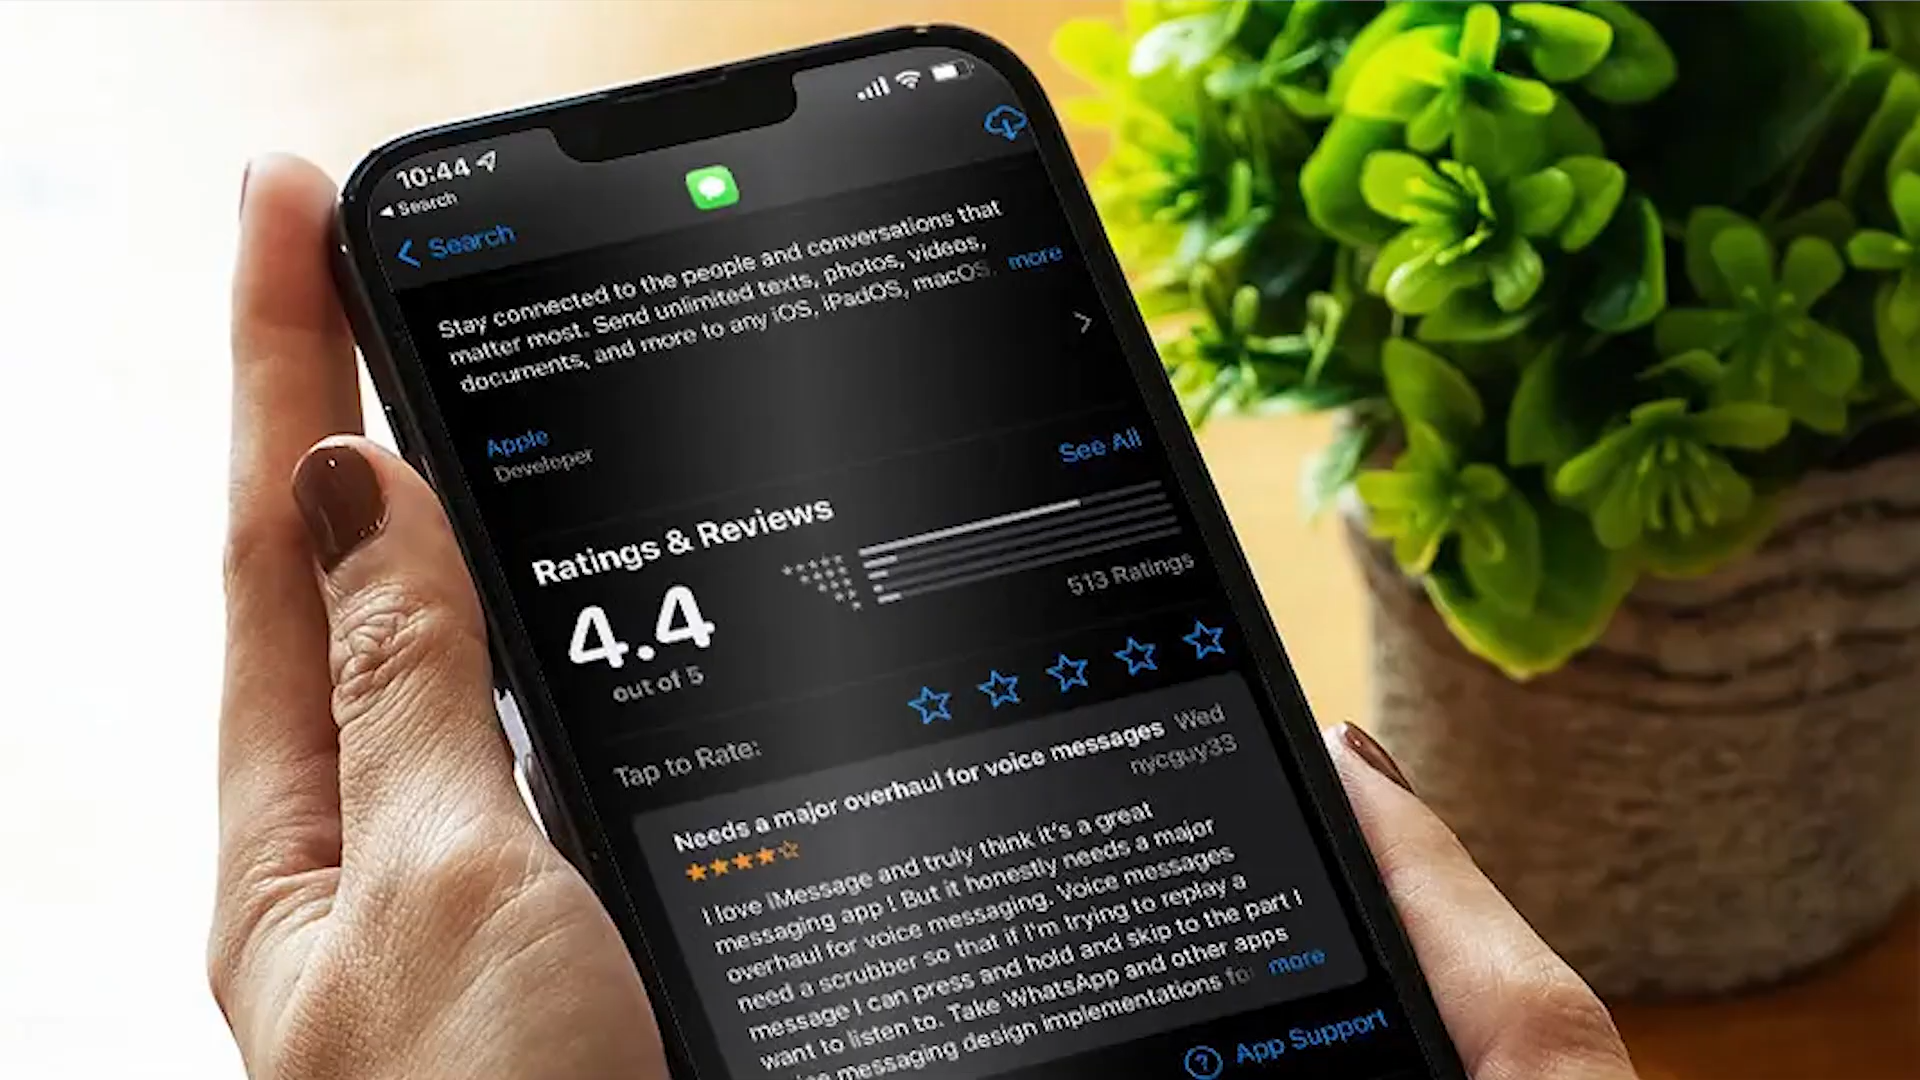 10:44
Search
Search
Stay connected to the people and conversations that
matter most. Send unlimited texts, photos, videos,
documents, and more to any iOS, iPadOS, macOS, more
Apple
Developer
Ratings & Reviews
See All
4.4
out of 5
513 Ratings
Tap to Rate:
Needs a major overhaul for voice messages Wed
nycguy33
I love iMessage and truly think it's a great
messaging app ! But it honestly needs a major
overhaul for voice messaging. Voice messages
need a scrubber so that if I'm trying to replay a
message I can press and hold and skip to the part I
want to listen to. Take WhatsApp and other apps
messaging design implementations more
App Support